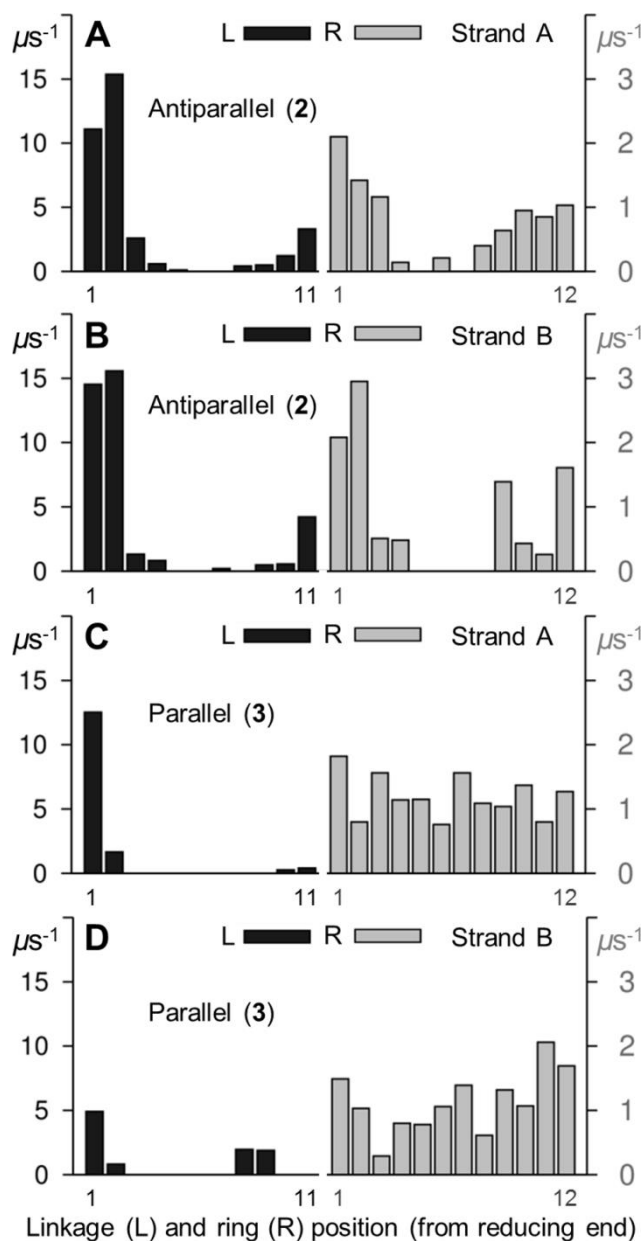 A
μs-1 L R Strand A μs-1
Antiparallel (2)
15 3
10 2
5 1
0 0
1 11 1 12
B
μs-1 L R Strand B μs-1
Antiparallel (2)
15 3
10 2
5 1
0 0
1 11 1 12
C
μs-1 L R Strand A μs-1
Parallel (3)
15 3
10 2
5 1
0 0
1 11 1 12
D
μs-1 L R Strand B μs-1
Parallel (3)
15 3
10 2
5 1
0 0
1 11 1 12
Linkage (L) and ring (R) position (from reducing end)